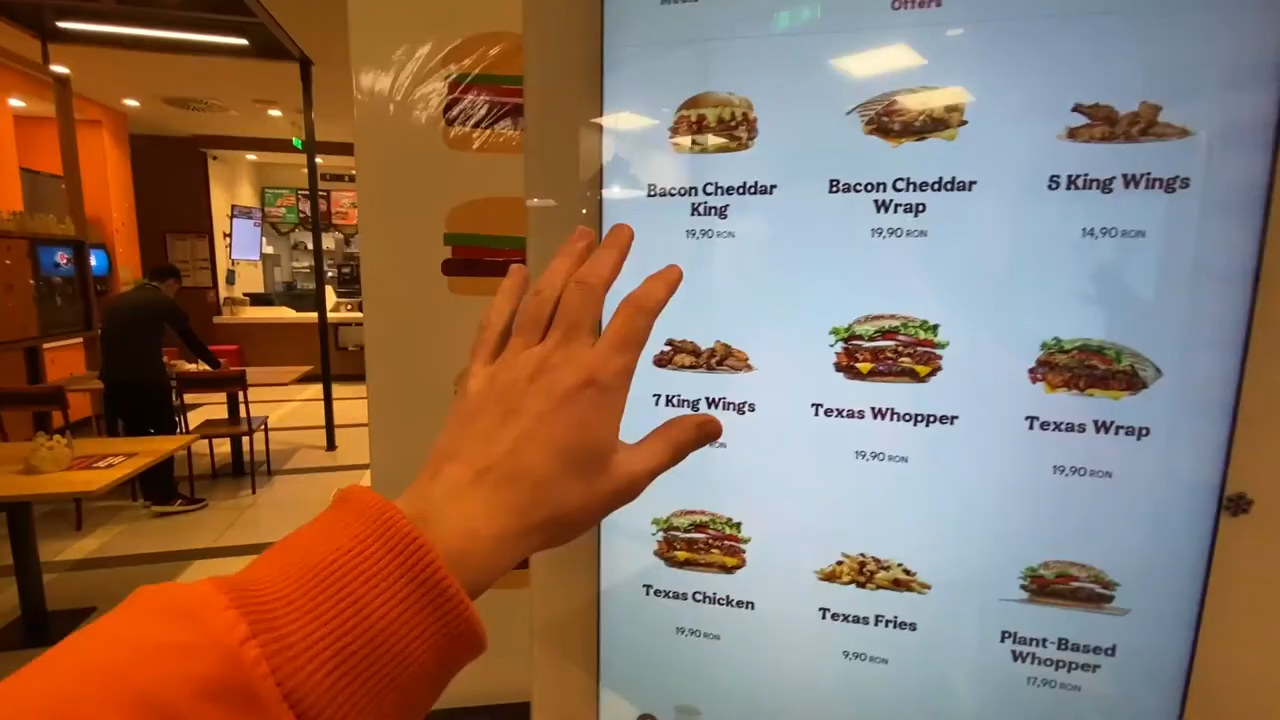 Offers
Bacon Cheddar
King
19,90 RON
Bacon Cheddar
Wrap
19,90 RON
5 King Wings
14,90 RON
7 King Wings
RON
Texas Whopper
19,90 RON
Texas Wrap
19,90 RON
Texas Chicken
19,90 RON
Texas Fries
9,90 RON
Plant-Based
Whopper
17,90 RON